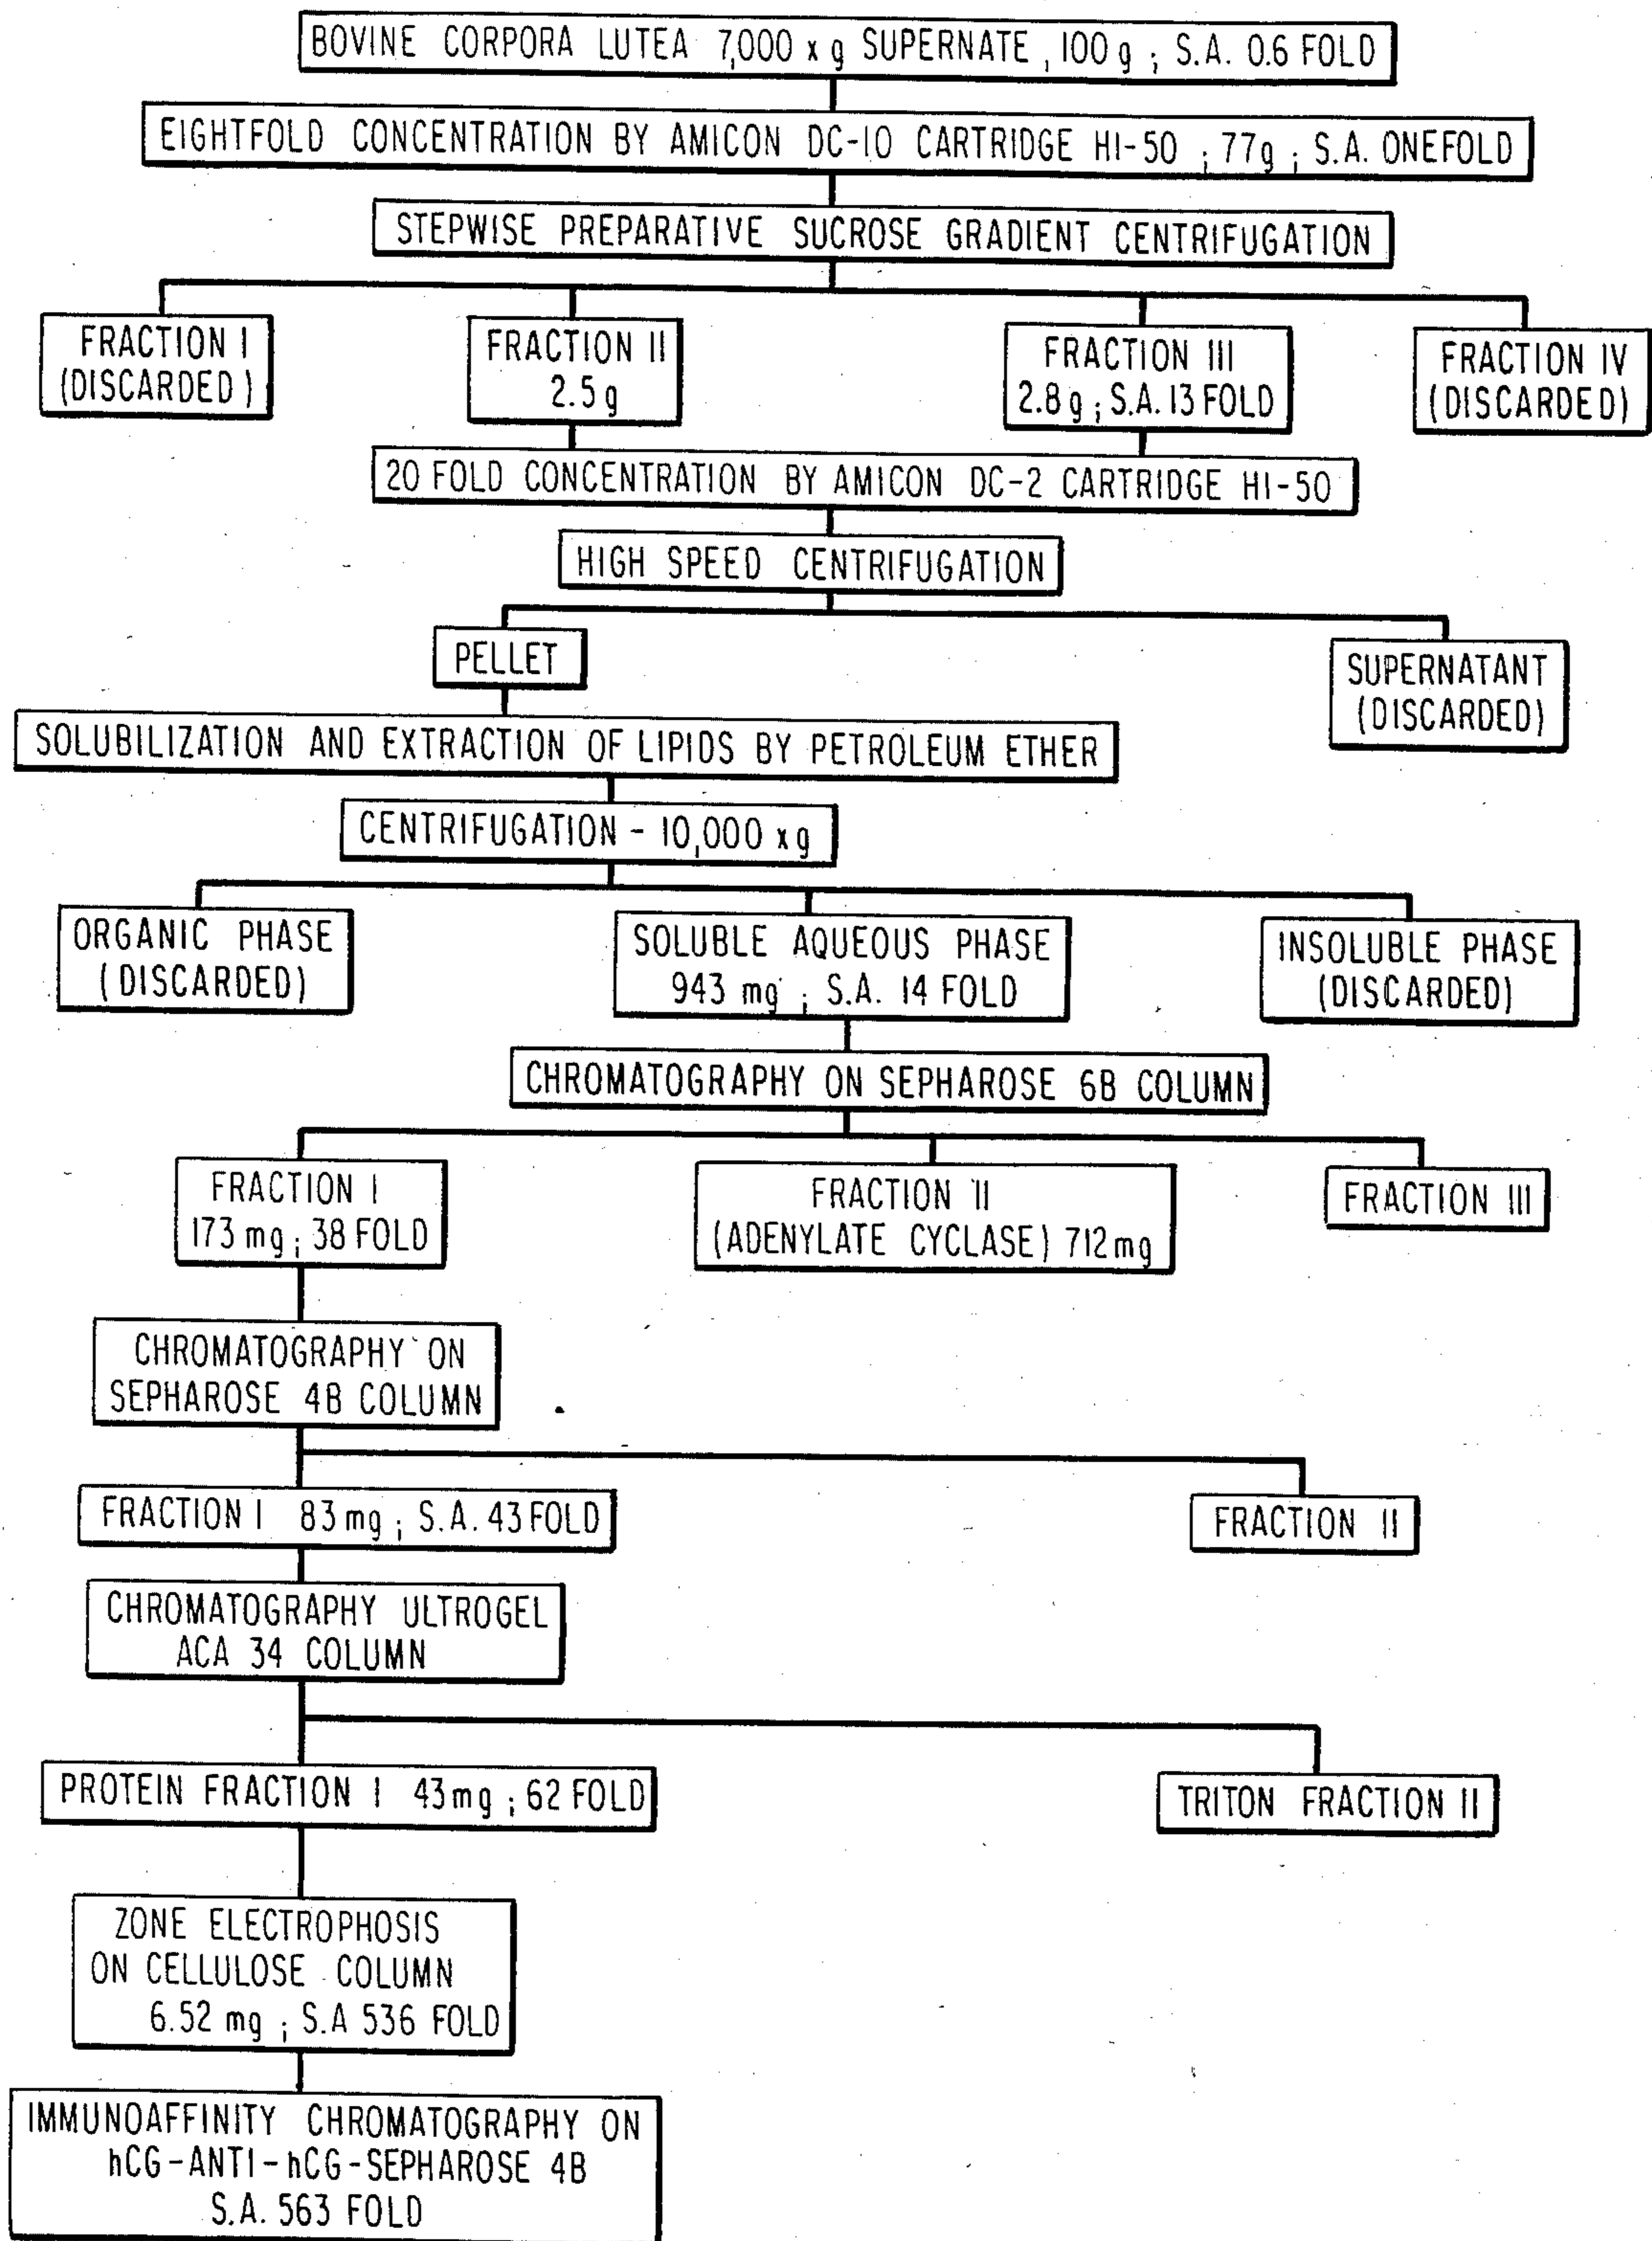 BOVINE CORPORA LUTEA 7,000 x g SUPERNATE, 100 g ; S.A. 0.6 FOLD
EIGHTFOLD CONCENTRATION BY AMICON DC-10 CARTRIDGE HI-50 ; 77g ; S.A. ONEFOLD
STEPWISE PREPARATIVE SUCROSE GRADIENT CENTRIFUGATION
FRACTION I
(DISCARDED)
FRACTION II
2.5 g
FRACTION III
2.8 g ; S.A. 13 FOLD
FRACTION IV
(DISCARDED)
20 FOLD CONCENTRATION BY AMICON DC-2 CARTRIDGE HI-50
HIGH SPEED CENTRIFUGATION
PELLET
SUPERNATANT
(DISCARDED)
SOLUBILIZATION AND EXTRACTION OF LIPIDS BY PETROLEUM ETHER
CENTRIFUGATION - 10,000 x g
ORGANIC PHASE
(DISCARDED)
SOLUBLE AQUEOUS PHASE
943 mg ; S.A. 14 FOLD
INSOLUBLE PHASE
(DISCARDED)
CHROMATOGRAPHY ON SEPHAROSE 6B COLUMN
FRACTION I
173 mg ; 38 FOLD
FRACTION II
(ADENYLATE CYCLASE) 712 mg
FRACTION III
CHROMATOGRAPHY ON
SEPHAROSE 4B COLUMN
FRACTION I 83 mg ; S.A. 43 FOLD
FRACTION II
CHROMATOGRAPHY ULTROGEL
ACA 34 COLUMN
PROTEIN FRACTION I 43 mg ; 62 FOLD
TRITON FRACTION II
ZONE ELECTROPHOSIS
ON CELLULOSE COLUMN
6.52 mg ; S.A 536 FOLD
IMMUNOAFFINITY CHROMATOGRAPHY ON
hCG-ANTI-hCG-SEPHAROSE 4B
S.A. 563 FOLD